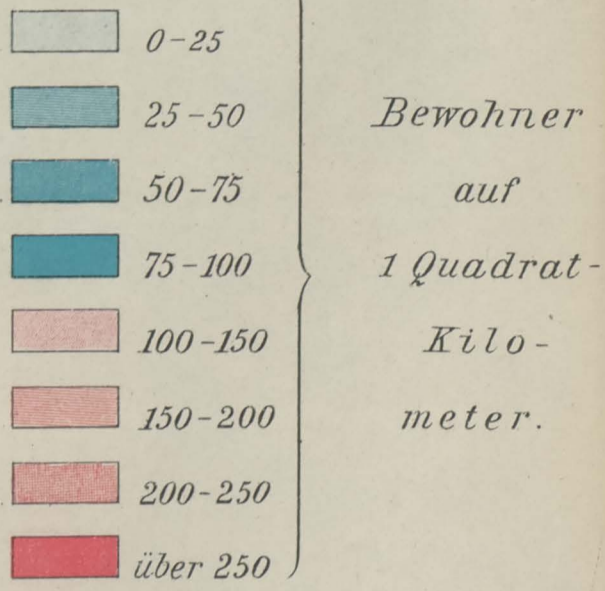 0-25
25-50
50-75
75-100
100-150
150-200
200-250
über 250
Bewohner
auf
1 Quadrat-
Kilo-
meter.